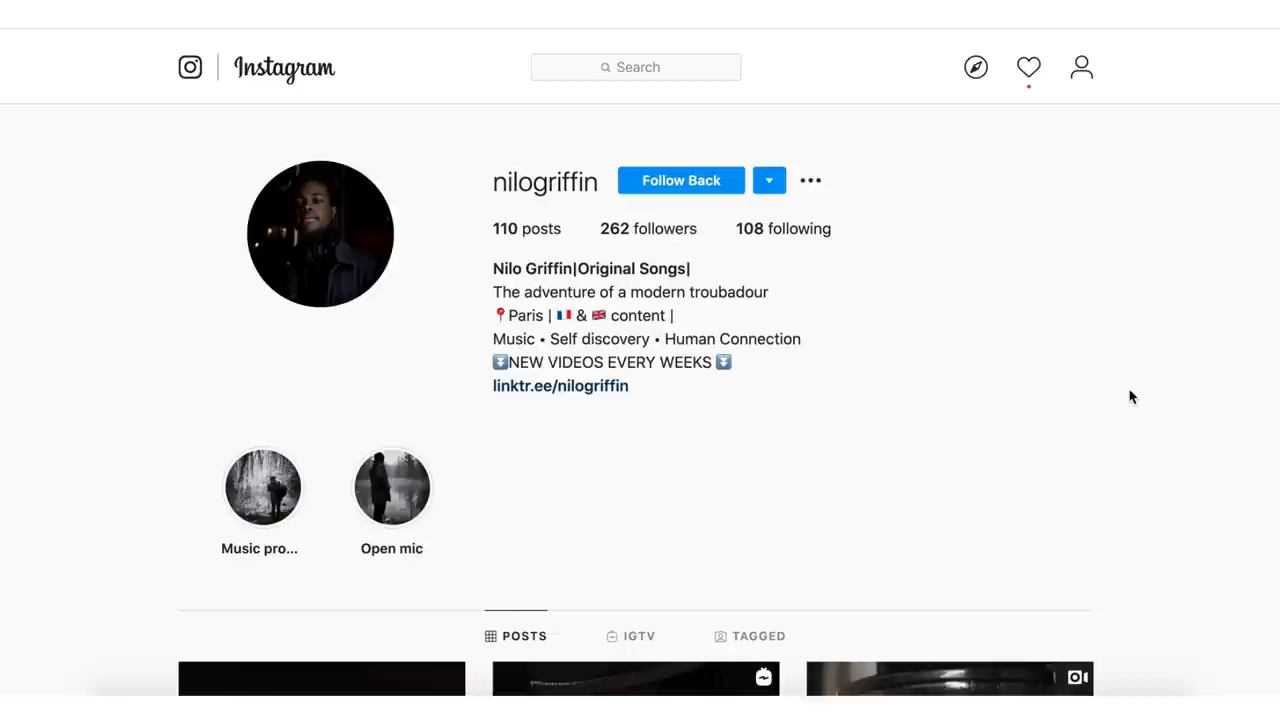 Instagram
Search
nilogriffin Follow Back
110 posts 262 followers 108 following
Nilo Griffin|Original Songs|
The adventure of a modern troubadour
📍Paris | 🇫🇷 & 🇬🇧 content |
Music • Self discovery • Human Connection
⬇️NEW VIDEOS EVERY WEEKS ⬇️
linktr.ee/nilogriffin
Music pro... Open mic
POSTS IGTV TAGGED